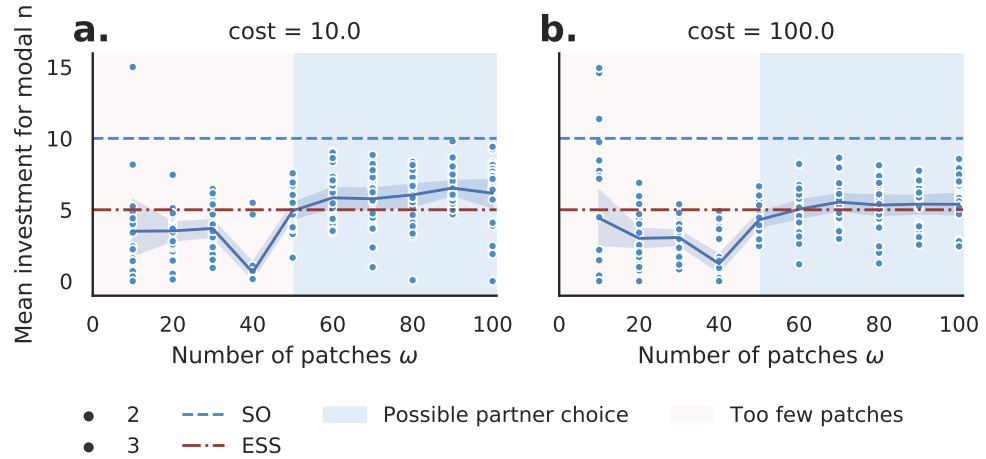 a.
cost = 10.0
b.
cost = 100.0
Mean investment for modal n
15
10
5
0
0 20 40 60 80 100
0 20 40 60 80 100
Number of patches ω
Number of patches ω
2 SO Possible partner choice Too few patches
3 ESS